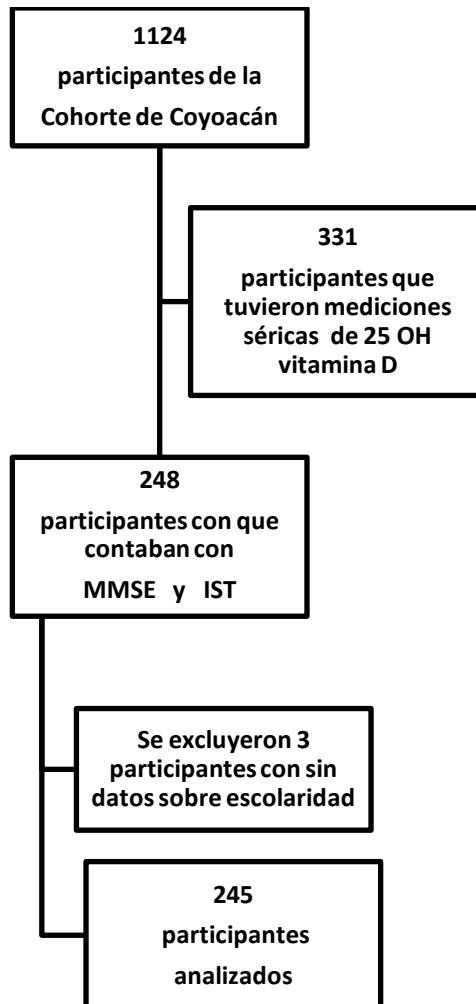 1124
participantes de la
Cohorte de Coyoacán
331
participantes que
tuvieron mediciones
séricas de 25 OH
vitamina D
248
participantes con que
contaban con
MMSE y IST
Se excluyeron 3
participantes con sin
datos sobre escolaridad
245
participantes
analizados